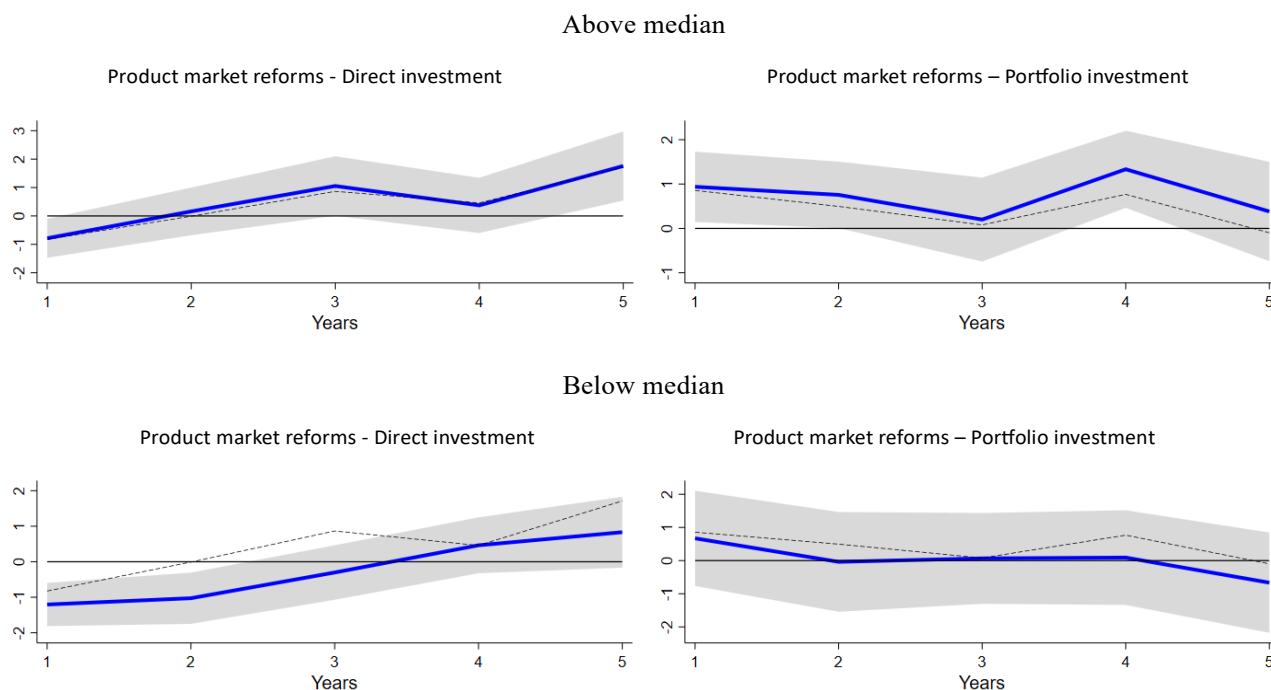 Above median
Product market reforms - Direct investment
Product market reforms – Portfolio investment
3
2
1
0
-1
-2
1 2 3 4 5
Years
2
1
0
-1
1 2 3 4 5
Years
Below median
Product market reforms - Direct investment
Product market reforms – Portfolio investment
2
1
0
-1
-2
1 2 3 4 5
Years
2
1
0
-1
-2
1 2 3 4 5
Years